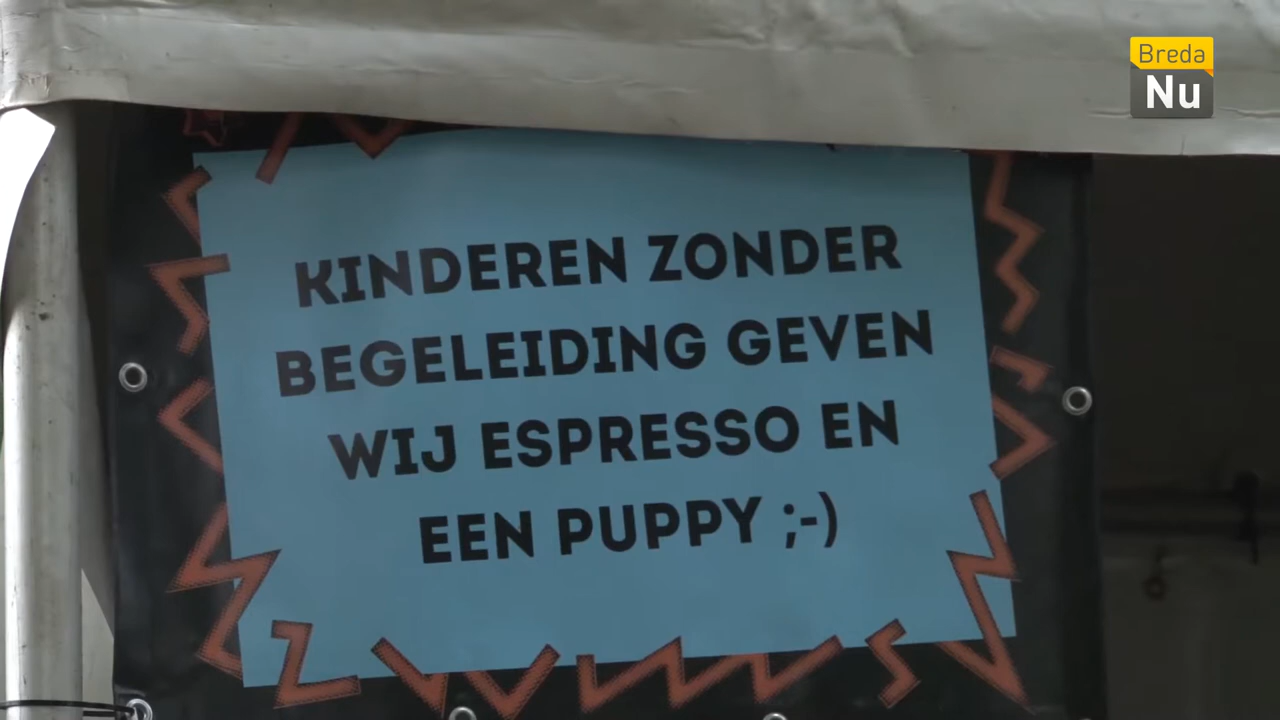 Breda
Nu
KINDEREN ZONDER
BEGELEIDING GEVEN
WIJ ESPRESSO EN
EEN PUPPY ;-)